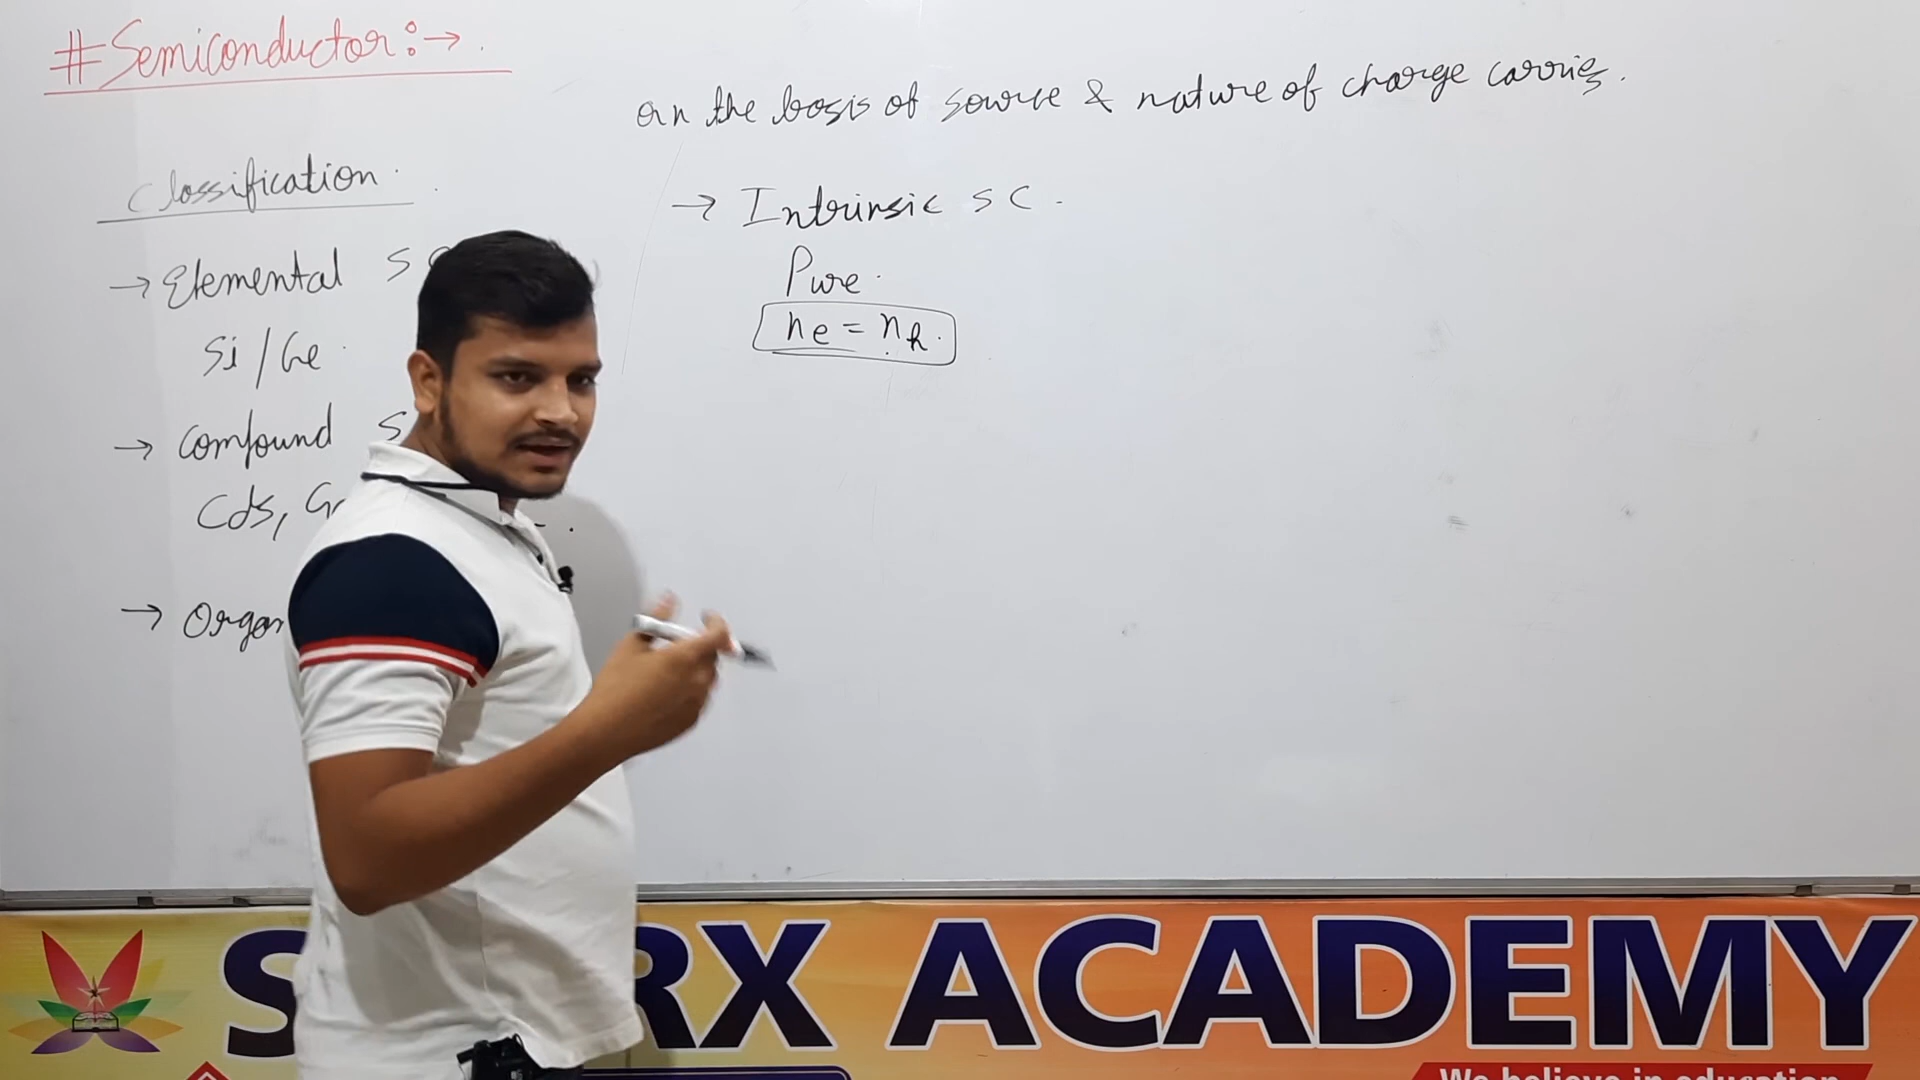 #Semiconductor:→.
on the basis of source & nature of charge carries.
Classification.
→ Elemental S
Si/Ge.
→ Compound S
CdS, G
→ Organ
→ Intrinsic SC.
Pure.
ne = nh.
S RX ACADEMY
We believe in education